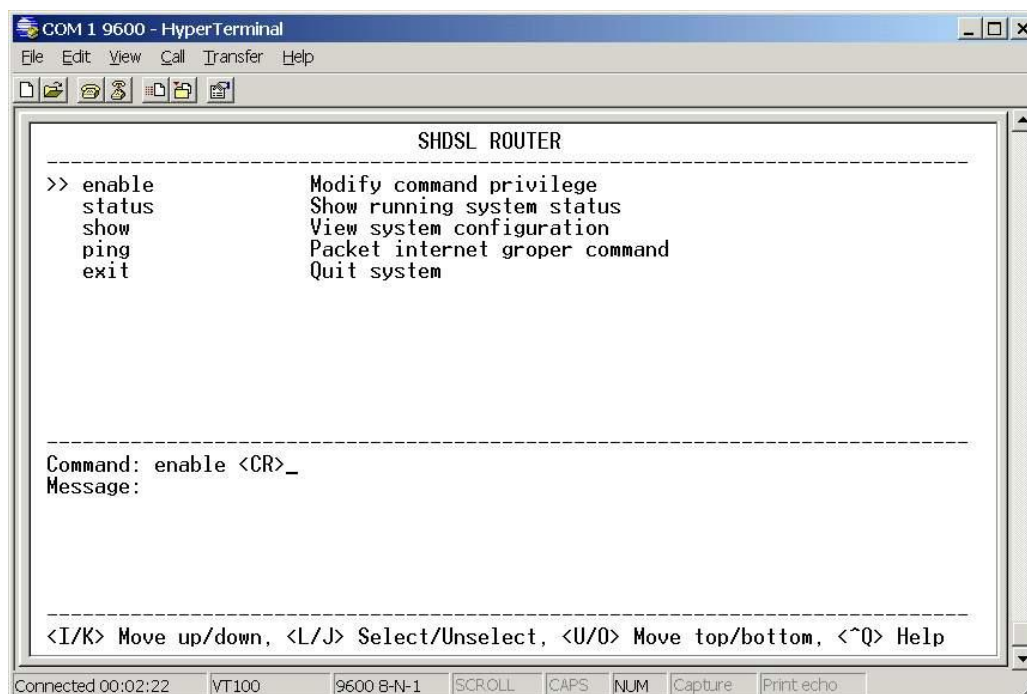 COM 1 9600 - HyperTerminal
File Edit View Call Transfer Help
SHDSL ROUTER
>> enable Modify command privilege
status Show running system status
show View system configuration
ping Packet internet groper command
exit Quit system
Command: enable <CR>_
Message:
<I/K> Move up/down, <L/J> Select/Unselect, <U/O> Move top/bottom, <^Q> Help
Connected 00:02:22 VT100 9600 8-N-1 SCROLL CAPS NUM Capture Print echo